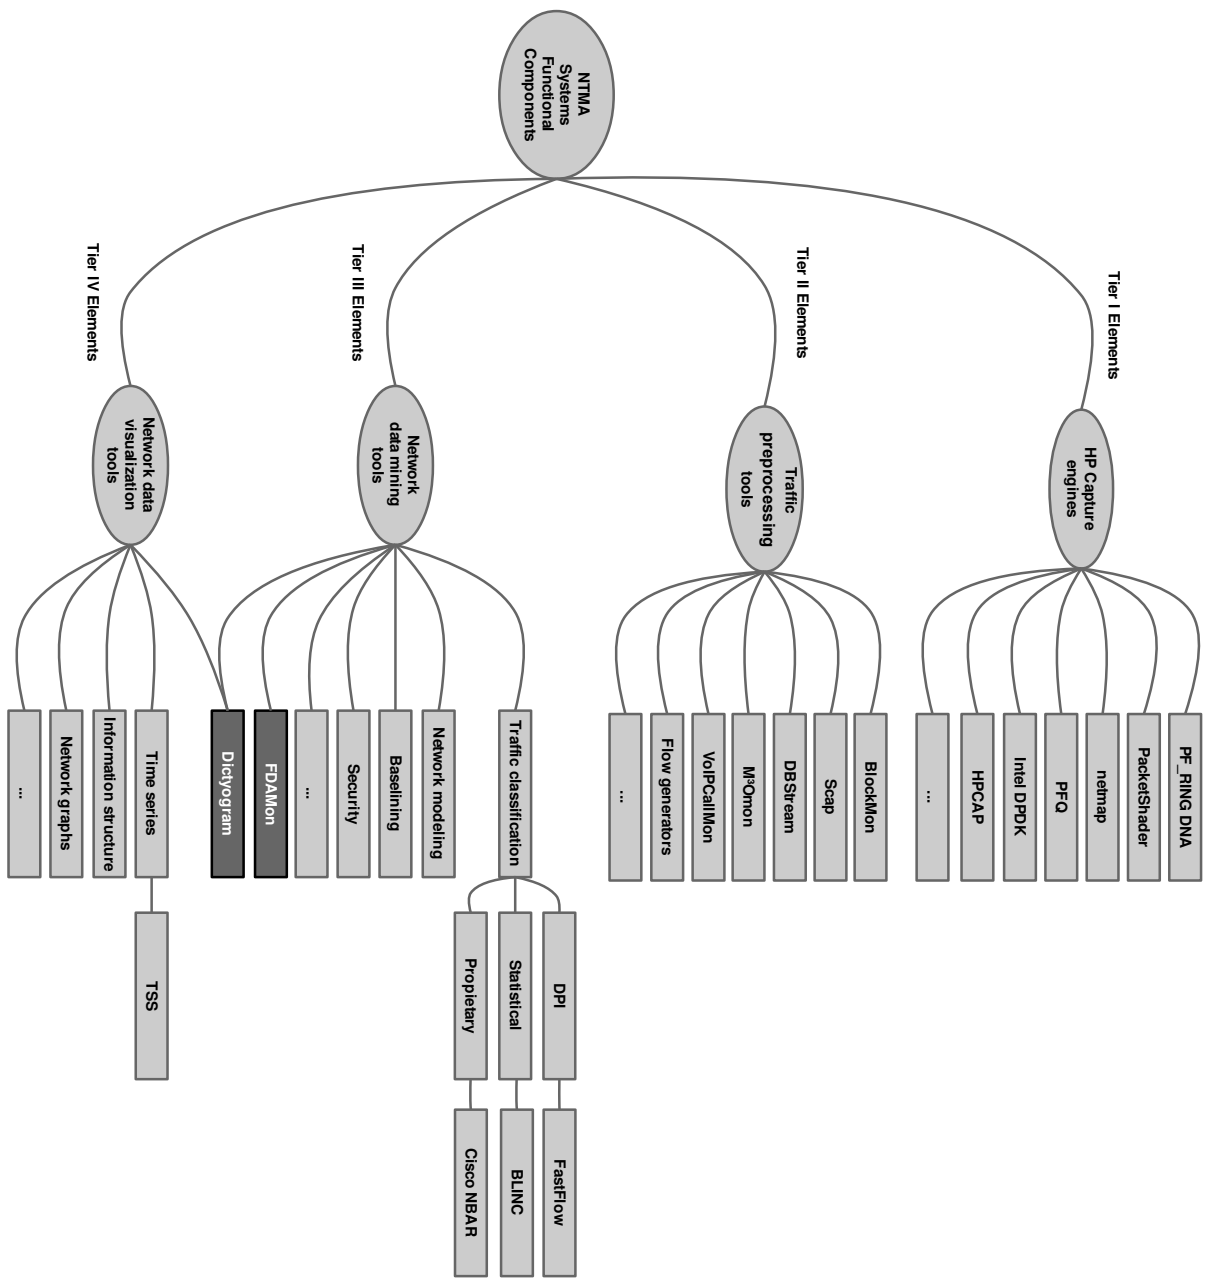 NTMA
Systems
Functional
Components
Tier I Elements
HP Capture
engines
PF_RING DNA
PacketShader
netmap
PFQ
Intel DPDK
HPCAP
...
Tier II Elements
Traffic
preprocessing
tools
BlockMon
Scap
DBStream
M³Omon
VoIPCallMon
Flow generators
...
Tier III Elements
Network
data mining
tools
Traffic classification
DPI
FastFlow
Statistical
BLINC
Propietary
Cisco NBAR
Network modeling
Baselining
Security
...
FDAMon
Dictyogram
Tier IV Elements
Network data
visualization
tools
Time series
TSS
Information structure
Network graphs
...